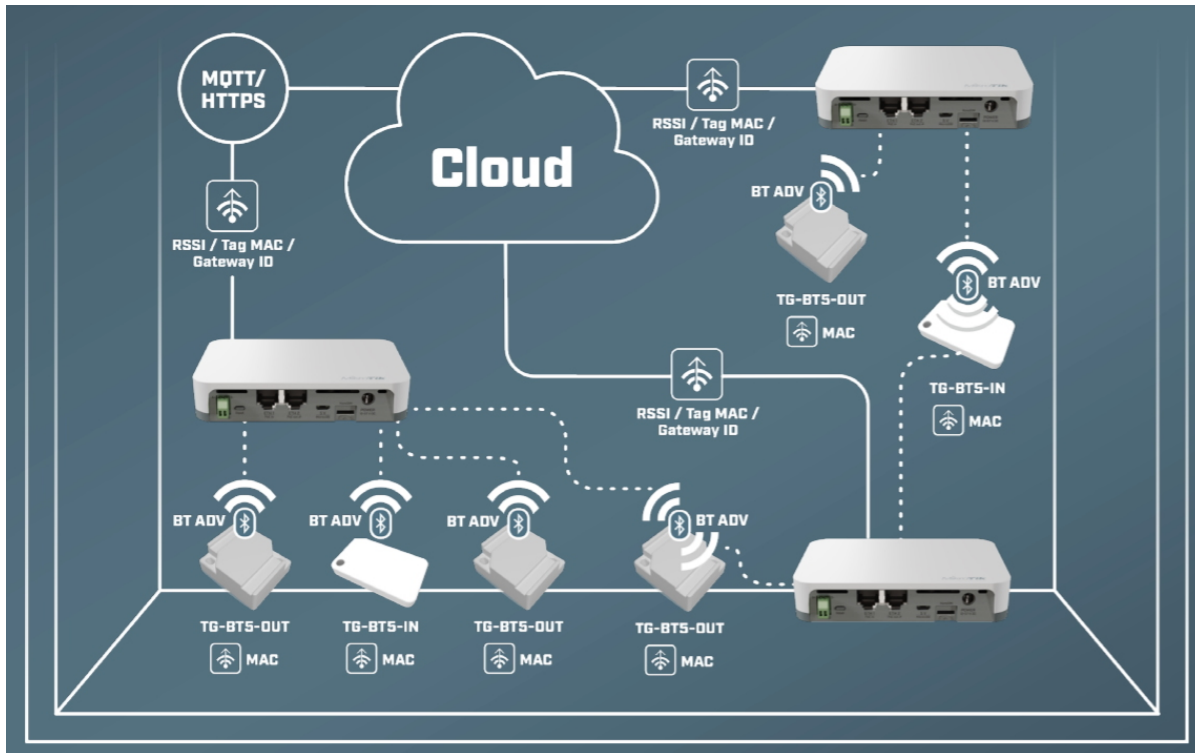 MQTT/
HTTPS
Cloud
RSSI / Tag MAC /
Gateway ID
RSSI / Tag MAC /
Gateway ID
BT ADV
TG-BT5-OUT
MAC
BT ADV
TG-BT5-IN
MAC
RSSI / Tag MAC /
Gateway ID
BT ADV
BT ADV
BT ADV
BT ADV
TG-BT5-OUT
TG-BT5-IN
TG-BT5-OUT
TG-BT5-OUT
MAC
MAC
MAC
MAC